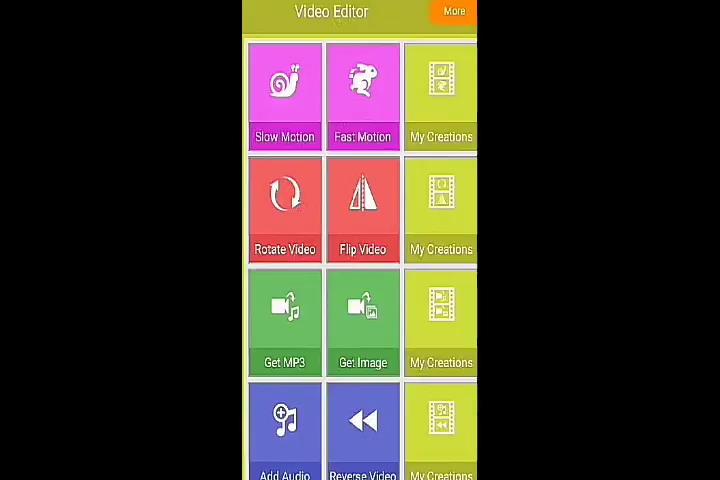 Video Editor More
Slow Motion Fast Motion My Creations
Rotate Video Flip Video My Creations
Get MP3 Get Image My Creations
Add Audio Reverse Video My Creations